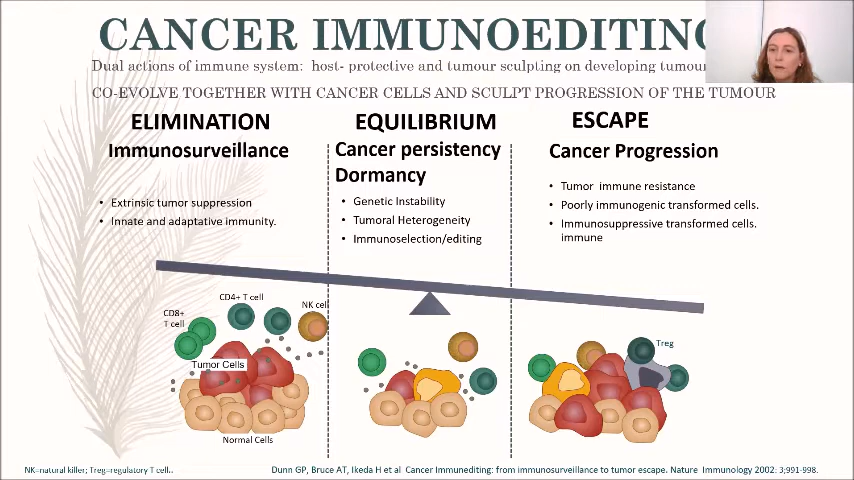 CANCER IMMUNOEDITING
Dual actions of immune system: host- protective and tumour sculpting on developing tumour
CO-EVOLVE TOGETHER WITH CANCER CELLS AND SCULPT PROGRESSION OF THE TUMOUR
ELIMINATION
Immunosurveillance
• Extrinsic tumor suppression
• Innate and adaptive immunity.
EQUILIBRIUM
Cancer persistency
Dormancy
• Genetic Instability
• Tumoral Heterogeneity
• Immunoselection/editing
ESCAPE
Cancer Progression
• Tumor immune resistance
• Poorly immunogenic transformed cells.
• Immunosuppressive transformed cells.
immune
CD8+
T cell
CD4+ T cell
NK cell
Tumor Cells
Normal Cells
Treg
NK=natural killer; Treg=regulatory T cell..
Dunn GP, Bruce AT, Ikeda H et al Cancer Immunediting: from immunosurveillance to tumor escape. Nature Immunology 2002: 3;991-998.